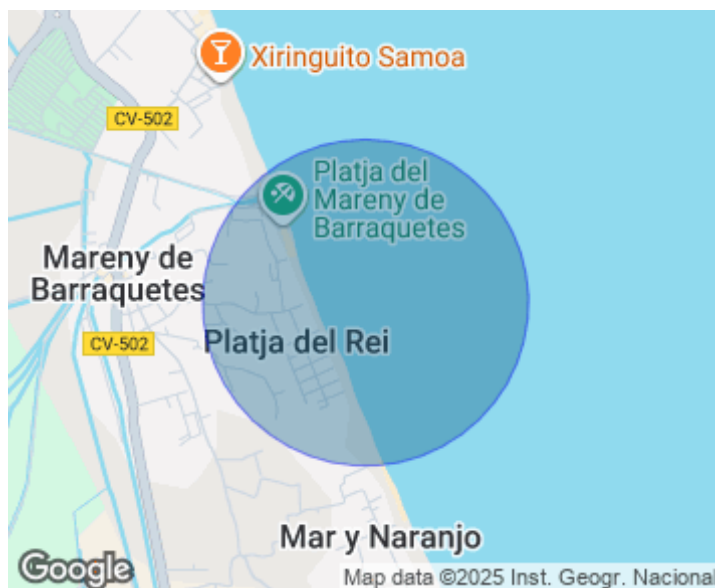 Xiringuito Samoa
CV-502
Platja del
Mareny de
Barraquetes
Mareny de
Barraquetes
CV-502
Platja del Rei
Mar y Naranjo
Google
Map data ©2025 Inst. Geogr. Nacional